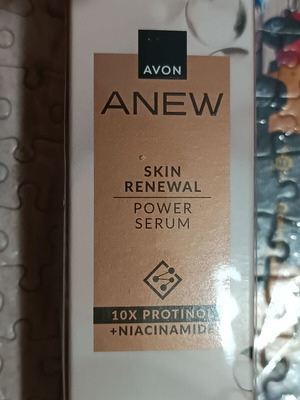 AVON
ANEW
SKIN
RENEWAL
POWER
SERUM
10X PROTINOL
+NIACINAMIDE